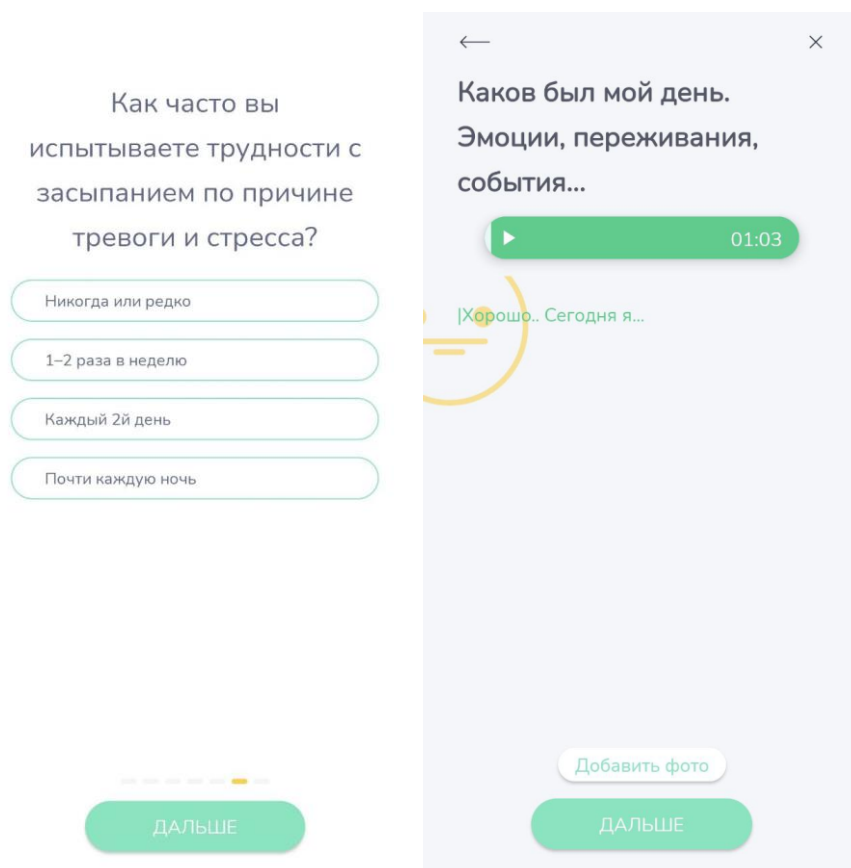 Как часто вы
испытываете трудности с
засыпанием по причине
тревоги и стресса?
Никогда или редко
1–2 раза в неделю
Каждый 2й день
Почти каждую ночь
ДАЛЬШЕ
Каков был мой день.
Эмоции, переживания,
события...
01:03
Хорошо.. Сегодня я...
Добавить фото
ДАЛЬШЕ